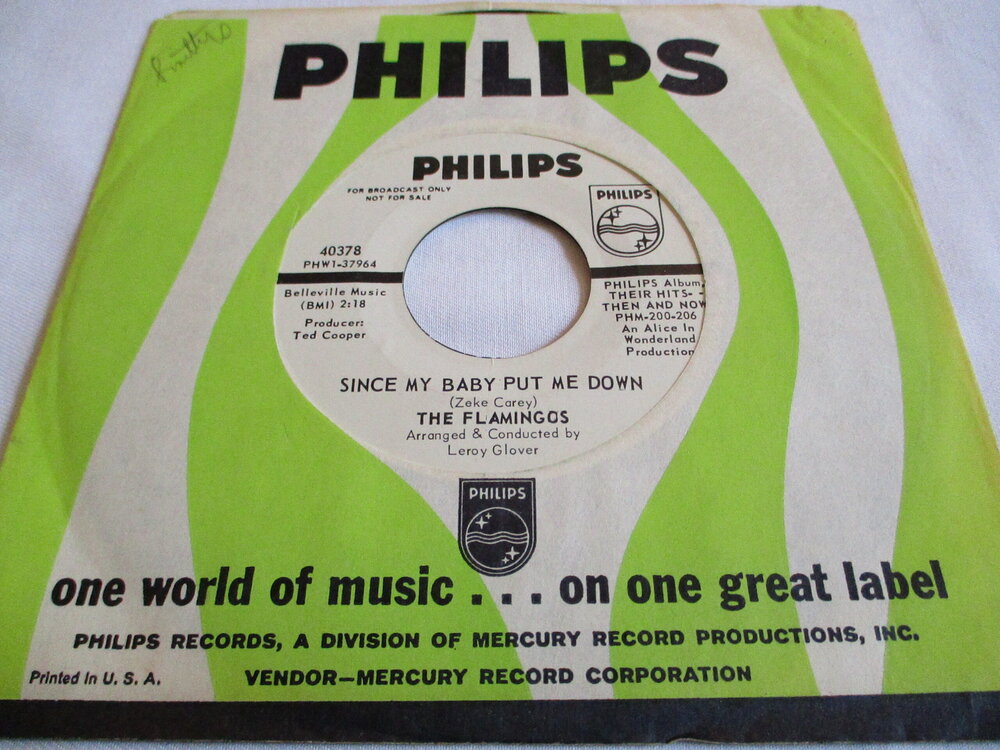 PHILIPS
PHILIPS
FOR BROADCAST ONLY
NOT FOR SALE
PHILIPS
40378
PHW1-37964
Belleville Music
(BMI) 2:18
Producer:
Ted Cooper
PHILIPS Album,
THEIR HITS- -
THEN AND NOW
PHM-200-206
An Alice In
Wonderland
Production
SINCE MY BABY PUT ME DOWN
(Zeke Carey)
THE FLAMINGOS
Arranged & Conducted by
Leroy Glover
PHILIPS
one world of music . . . on one great label
PHILIPS RECORDS, A DIVISION OF MERCURY RECORD PRODUCTIONS, INC.
Printed In U. S. A.
VENDOR—MERCURY RECORD CORPORATION